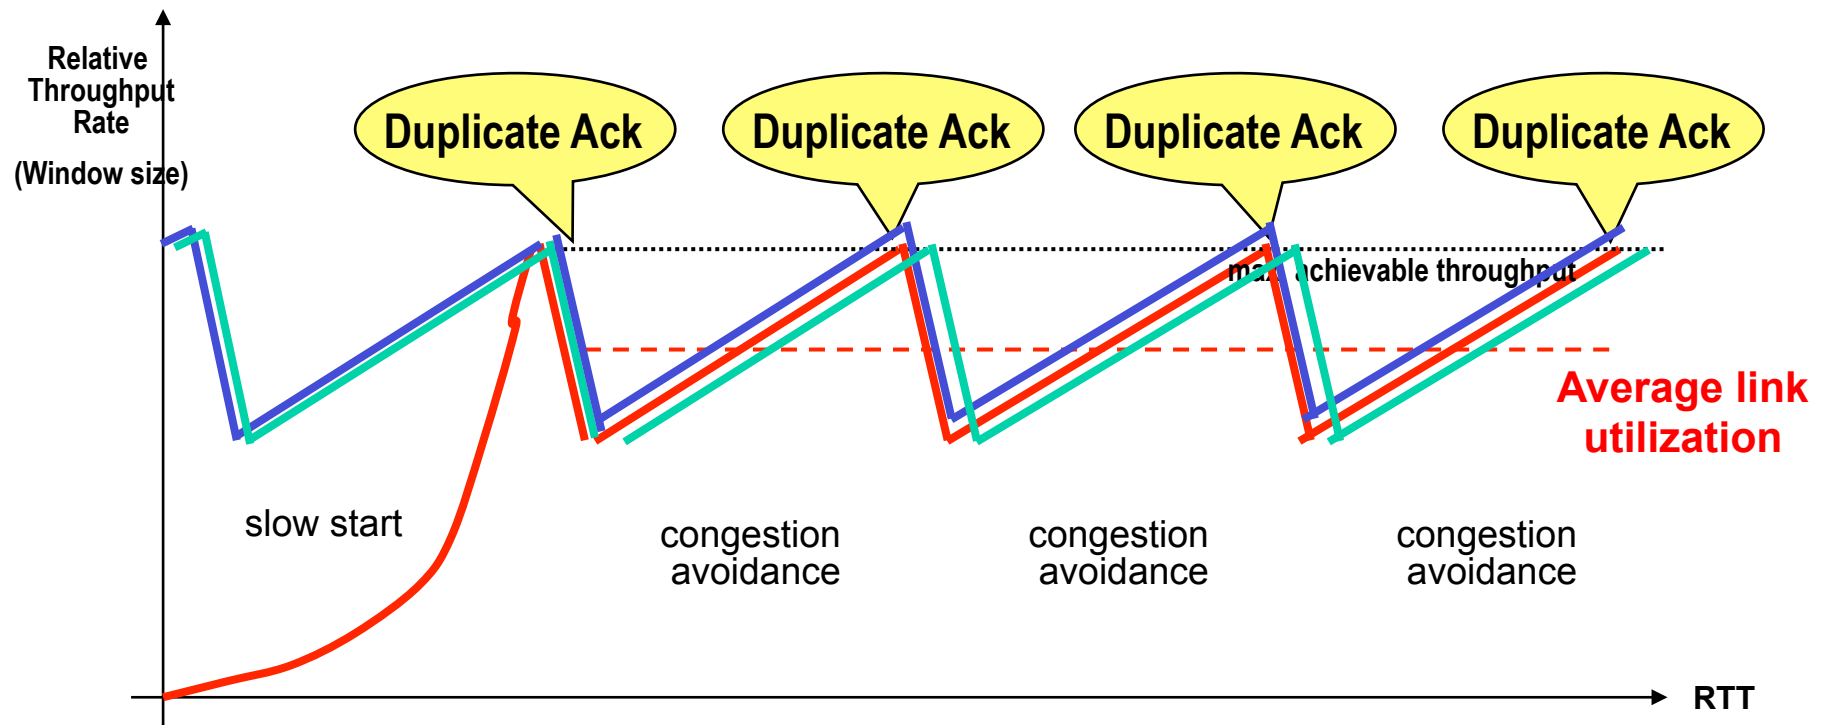 Relative
Throughput
Rate
(Window size)
Duplicate Ack
Duplicate Ack
Duplicate Ack
Duplicate Ack
max achievable throughput
Average link
utilization
slow start
congestion
avoidance
congestion
avoidance
congestion
avoidance
RTT